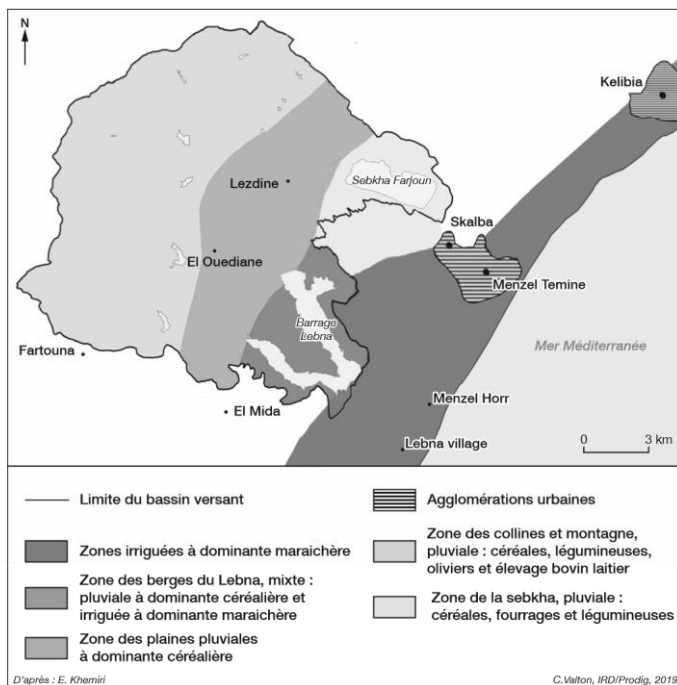 N
Kelibia
Sebkha Farjoun
Lezdine
Skalba
El Ouediane
Menzel Temine
Barrage
Lebna
Mer Méditerranée
Fartouna
Menzel Horr
El Mida
Lebna village
0 3 km
Limite du bassin versant
Zones irriguées à dominante maraichère
Zone des berges du Lebna, mixte :
pluviale à dominante céréalière et
irriguée à dominante maraichère
Zone des plaines pluviales
à dominante céréalière
Agglomérations urbaines
Zone des collines et montagne,
pluviale : céréales, légumineuses,
oliviers et élevage bovin laitier
Zone de la sebkha, pluviale :
céréales, fourrages et légumineuses
D'après : E. Khemiri
C.Valton, IRD/Prodig, 2019